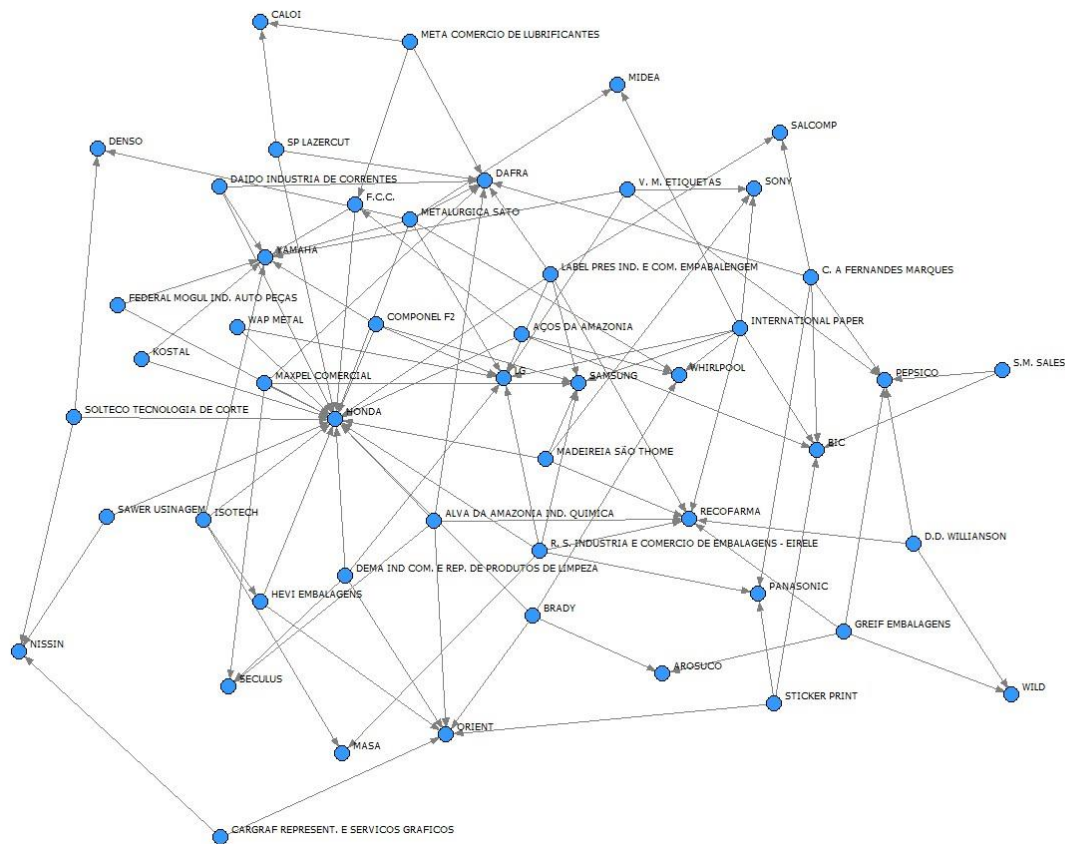 CALOI
META COMERCIO DE LUBRIFICANTES
MIDEA
SALCOMP
DENSO
SP LAZERCUT
DAFRA
DAIDO INDUSTRIA DE CORRENTES
V. M. ETIQUETAS
SONY
F.C.C.
METALURGICA SATO
YAMAHA
LABEL PRES IND. E COM. EMPABALENGEM
C. A FERNANDES MARQUES
FEDERAL MOGUL IND. AUTO PEÇAS
WAP METAL
COMPONEL F2
AÇOS DA AMAZONIA
INTERNATIONAL PAPER
KOSTAL
MAXPEL COMERCIAL
LG
SAMSUNG
WHIRLPOOL
PEPSICO
S.M. SALES
SOLTECO TECNOLOGIA DE CORTE
HONDA
BIC
MADEIREIA SÃO THOME
SAWER USINAGEM
ISOTECH
ALVA DA AMAZONIA IND. QUIMICA
RECOFARMA
R. S. INDUSTRIA E COMERCIO DE EMBALAGENS - EIRELE
D.D. WILLIANSON
DEMA IND COM. E REP. DE PRODUTOS DE LIMPEZA
HEVI EMBALAGENS
BRADY
PANASONIC
GREIF EMBALAGENS
NISSIN
SECULUS
AROSUCO
WILD
STICKER PRINT
ORIENT
MASA
CARGRAF REPRESENT. E SERVICOS GRAFICOS